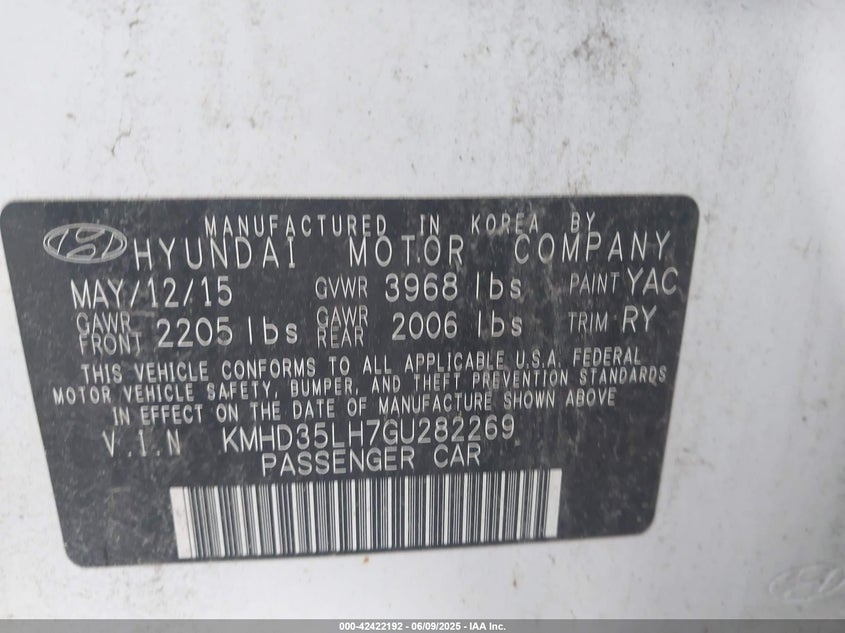 MANUFACTURED IN KOREA BY
HYUNDAI MOTOR COMPANY
MAY/12/15 GVWR 3968 lbs PAINT YAC
GAWR FRONT 2205 lbs GAWR REAR 2006 lbs TRIM RY
THIS VEHICLE CONFORMS TO ALL APPLICABLE U.S.A. FEDERAL
MOTOR VEHICLE SAFETY, BUMPER, AND THEFT PREVENTION STANDARDS
IN EFFECT ON THE DATE OF MANUFACTURE SHOWN ABOVE
V.I.N KMHD35LH7GU282269
PASSENGER CAR
000-42422192 - 06/09/2025 - IAA Inc.